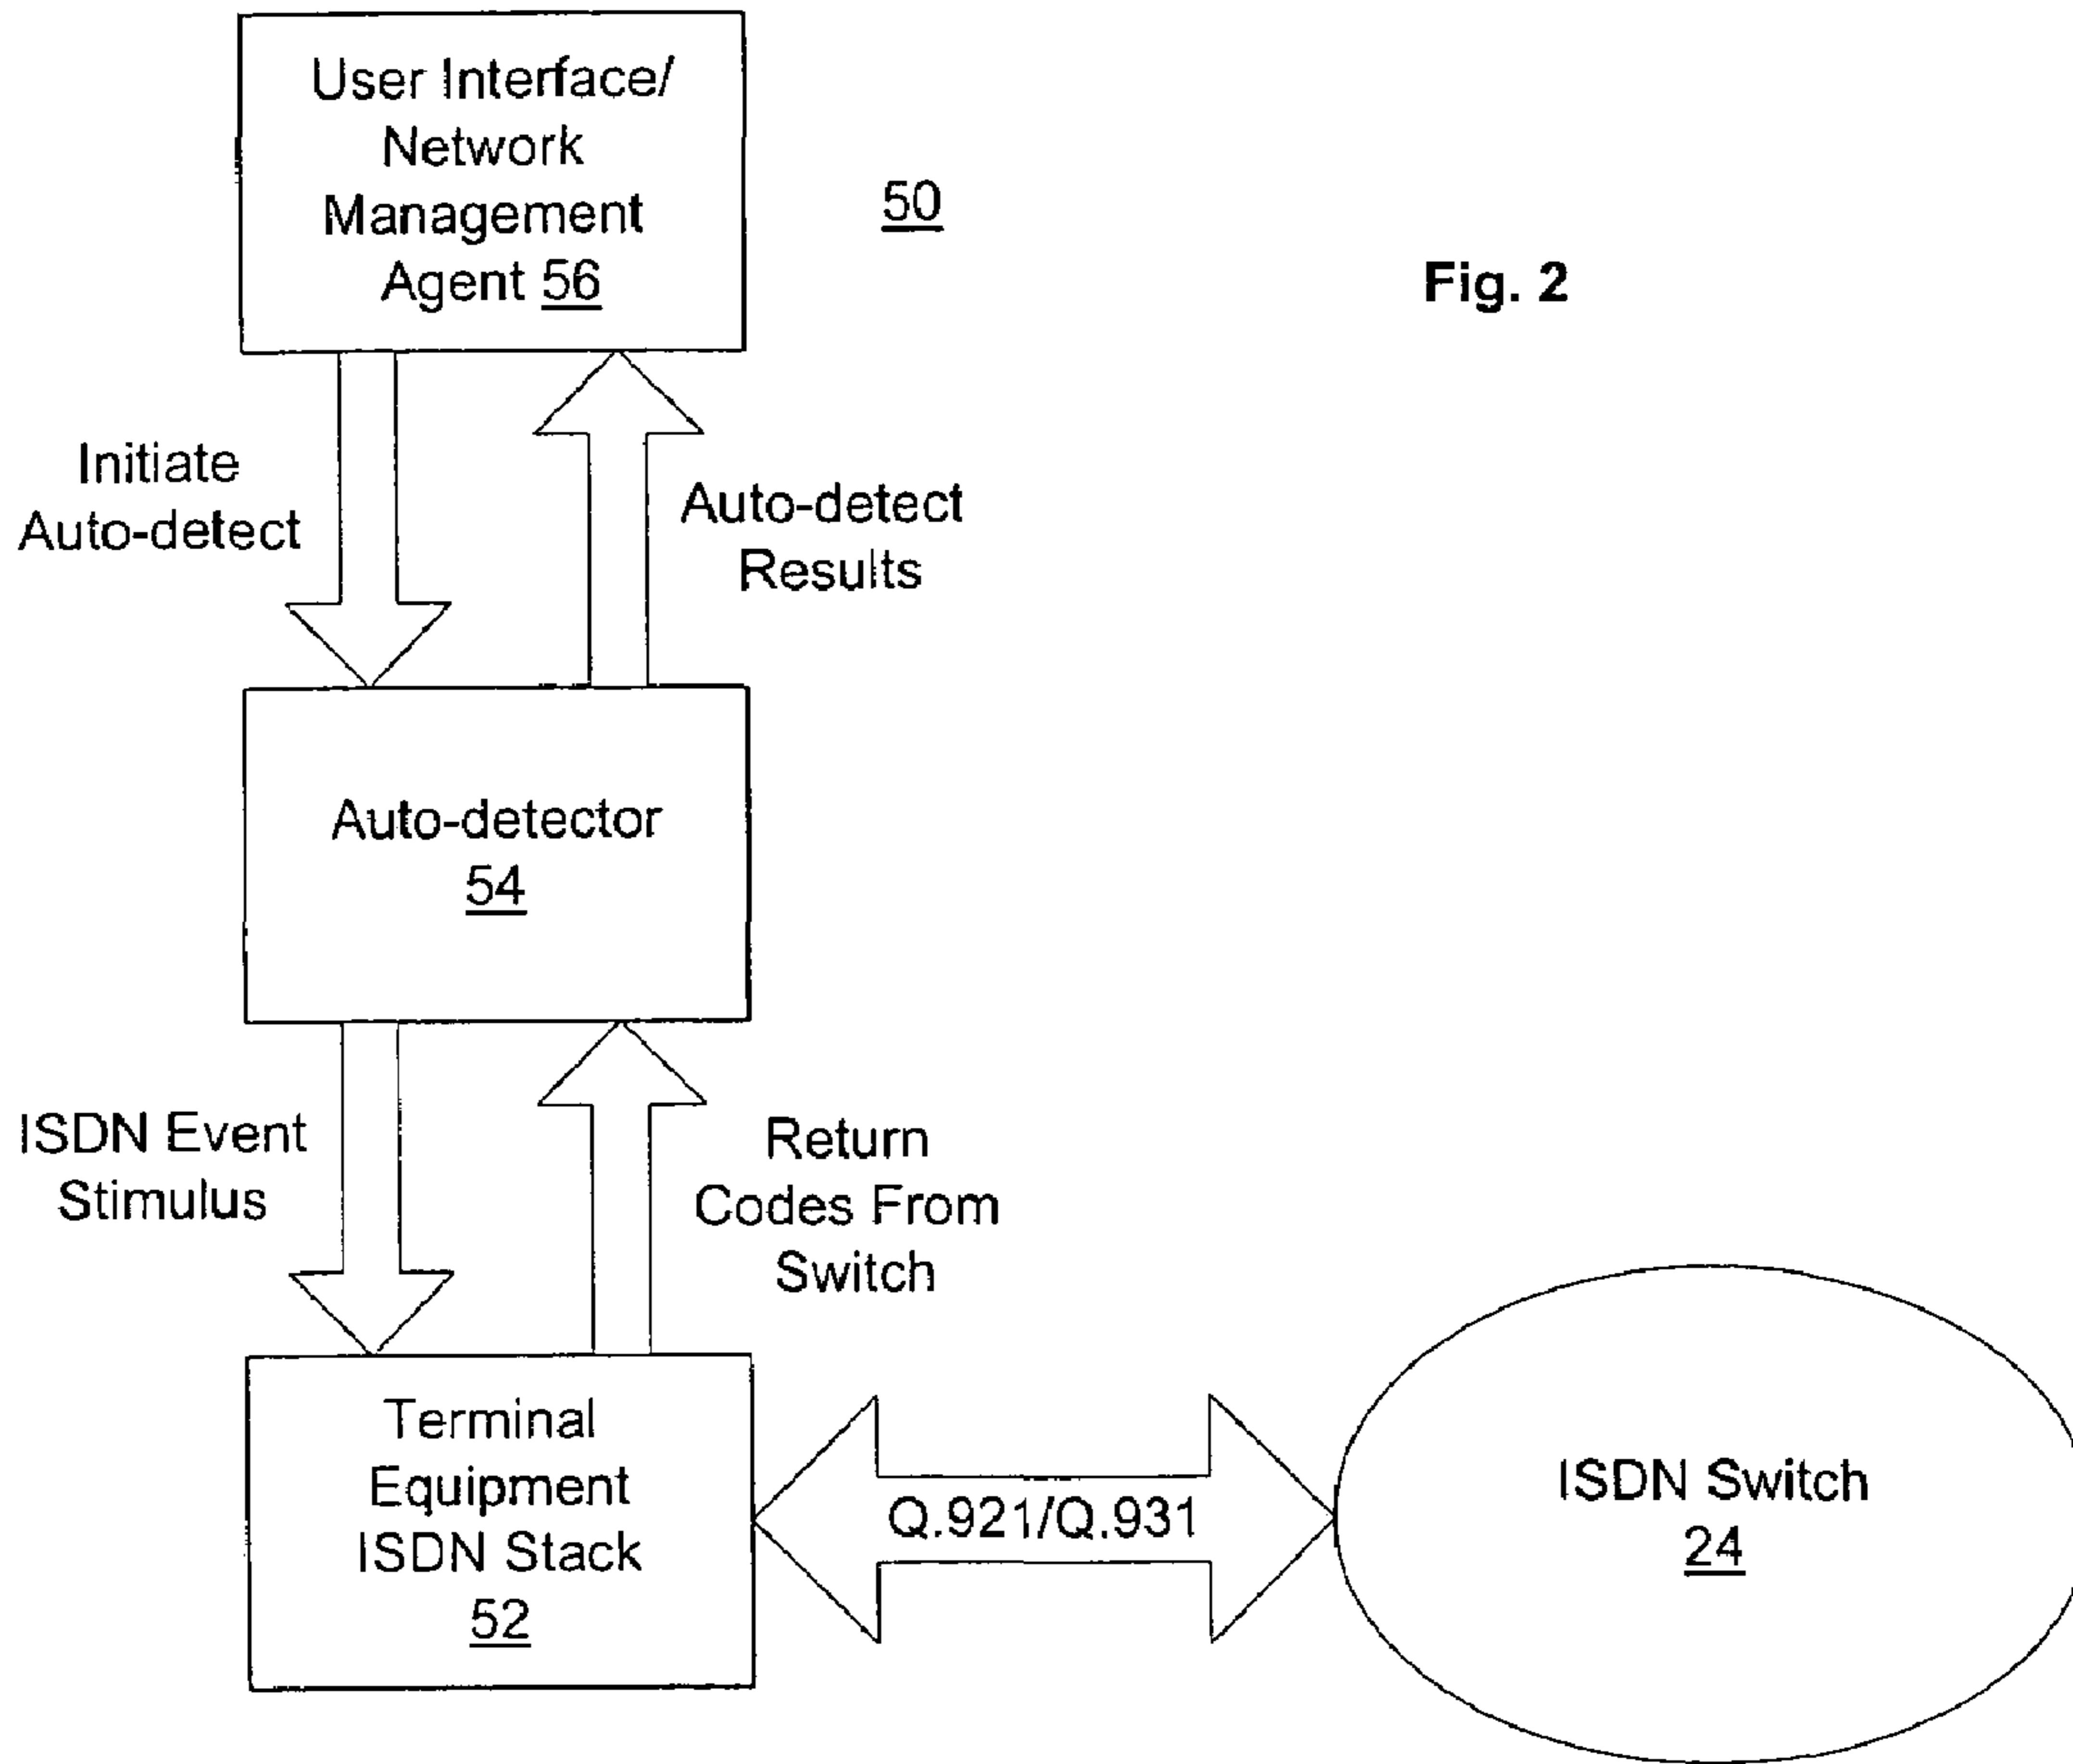 User Interface/
Network
Management
Agent 56
50
Fig. 2
Initiate
Auto-detect
Auto-detect
Results
Auto-detector
54
ISDN Event
Stimulus
Return
Codes From
Switch
Terminal
Equipment
ISDN Stack
52
Q.921/Q.931
ISDN Switch
24